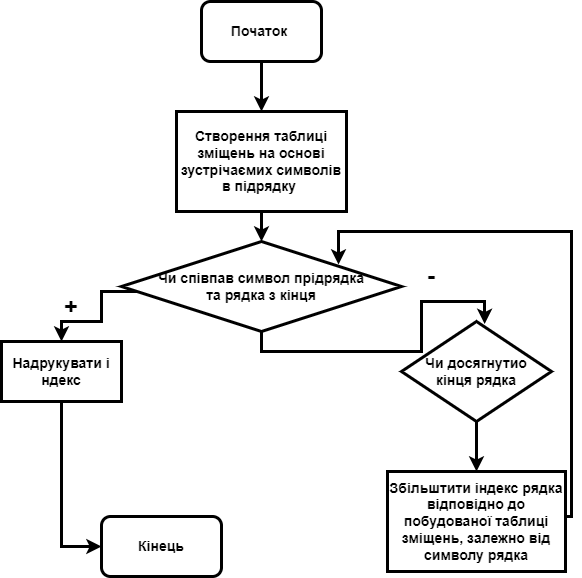 Початок
Створення таблиці
зміщень на основі
зустрічаємих символів
в підрядку
Чи співпав символ прідрядка
та рядка з кінця
+
-
Надрукувати і
ндекс
Чи досягнутио
кінця рядка
Збільштити індекс рядка
відповідно до
побудованої таблиці
зміщень, залежно від
символу рядка
Кінець